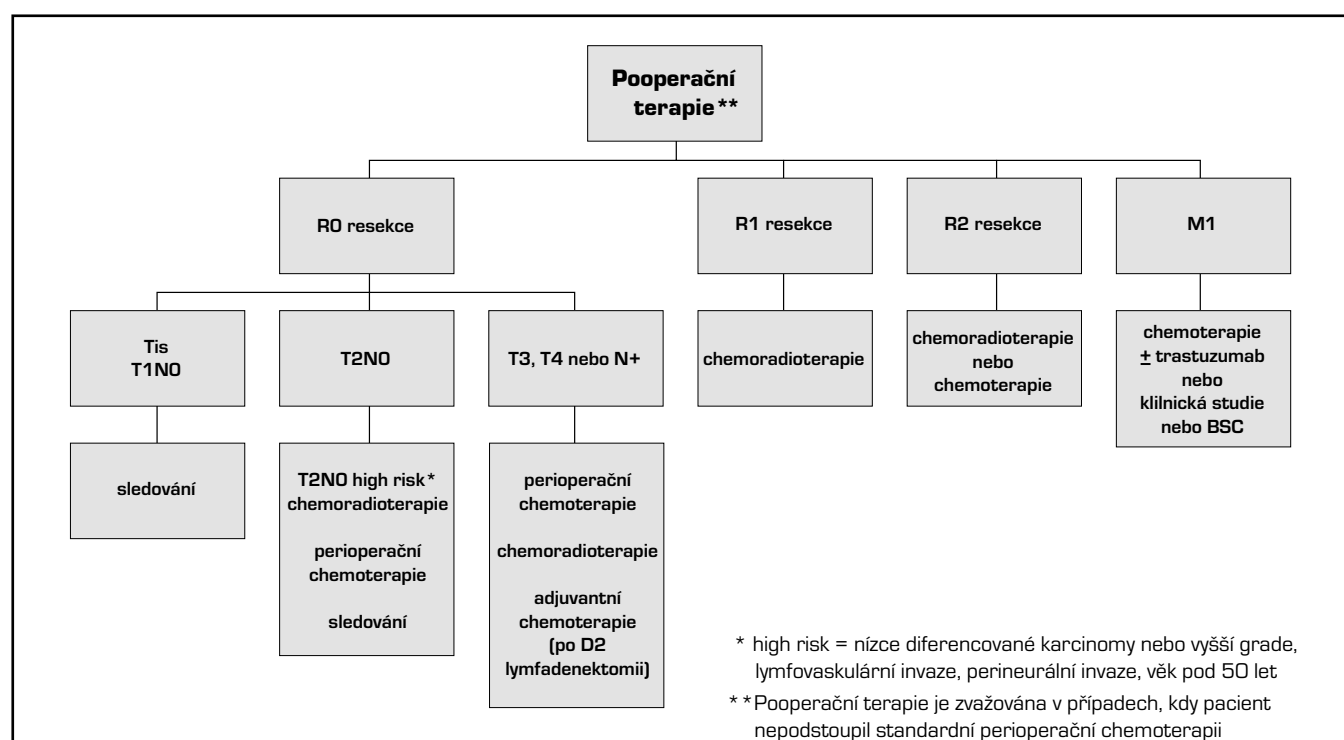 Pooperační
terapie**
R0 resekce
R1 resekce
R2 resekce
M1
Tis
T1N0
T2N0
T3, T4 nebo N+
chemoradioterapie
chemoradioterapie
nebo
chemoterapie
chemoterapie
± trastuzumab
nebo
klilnická studie
nebo BSC
sledování
T2N0 high risk*
chemoradioterapie
perioperační
chemoterapie
sledování
perioperační
chemoterapie
chemoradioterapie
adjuvantní
chemoterapie
(po D2
lymfadenektomii)
* high risk = nízce diferencované karcinomy nebo vyšší grade,
lymfovaskulární invaze, perineurální invaze, věk pod 50 let
**Pooperační terapie je zvažována v případech, kdy pacient
nepodstoupil standardní perioperační chemoterapii